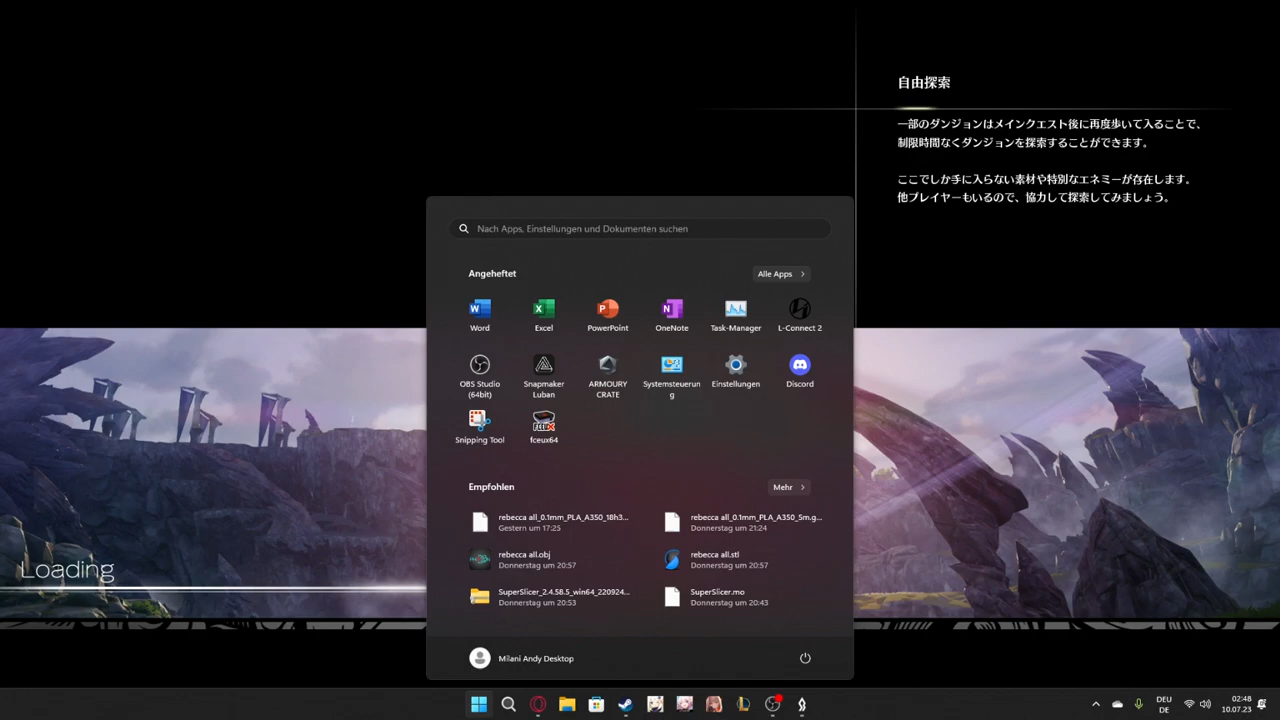 自由探索
一部のダンジョンはメインクエスト後に再度歩いて入ることで、
制限時間なくダンジョンを探索することができます。
ここでしか手に入らない素材や特別なエネミーが存在します。
他プレイヤーもいるので、協力して探索してみましょう。
Nach Apps, Einstellungen und Dokumenten suchen
Angeheftet
Alle Apps
Word
Excel
PowerPoint
OneNote
Task-Manager
L-Connect 2
OBS Studio
(64bit)
Snapmaker
Luban
ARMOURY
CRATE
Systemsteuerun
g
Einstellungen
Discord
Snipping Tool
fceux64
Empfohlen
Mehr
rebecca all_0.1mm_PLA_A350_18h3...
Gestern um 17:25
rebecca all_0.1mm_PLA_A350_5m.g...
Donnerstag um 21:24
rebecca all.obj
Donnerstag um 20:57
rebecca all.stl
Donnerstag um 20:57
SuperSlicer_2.4.58.5_win64_220924...
Donnerstag um 20:53
SuperSlicer.mo
Donnerstag um 20:43
Loading
Milani Andy Desktop
DEU
DE
02:48
10.07.23